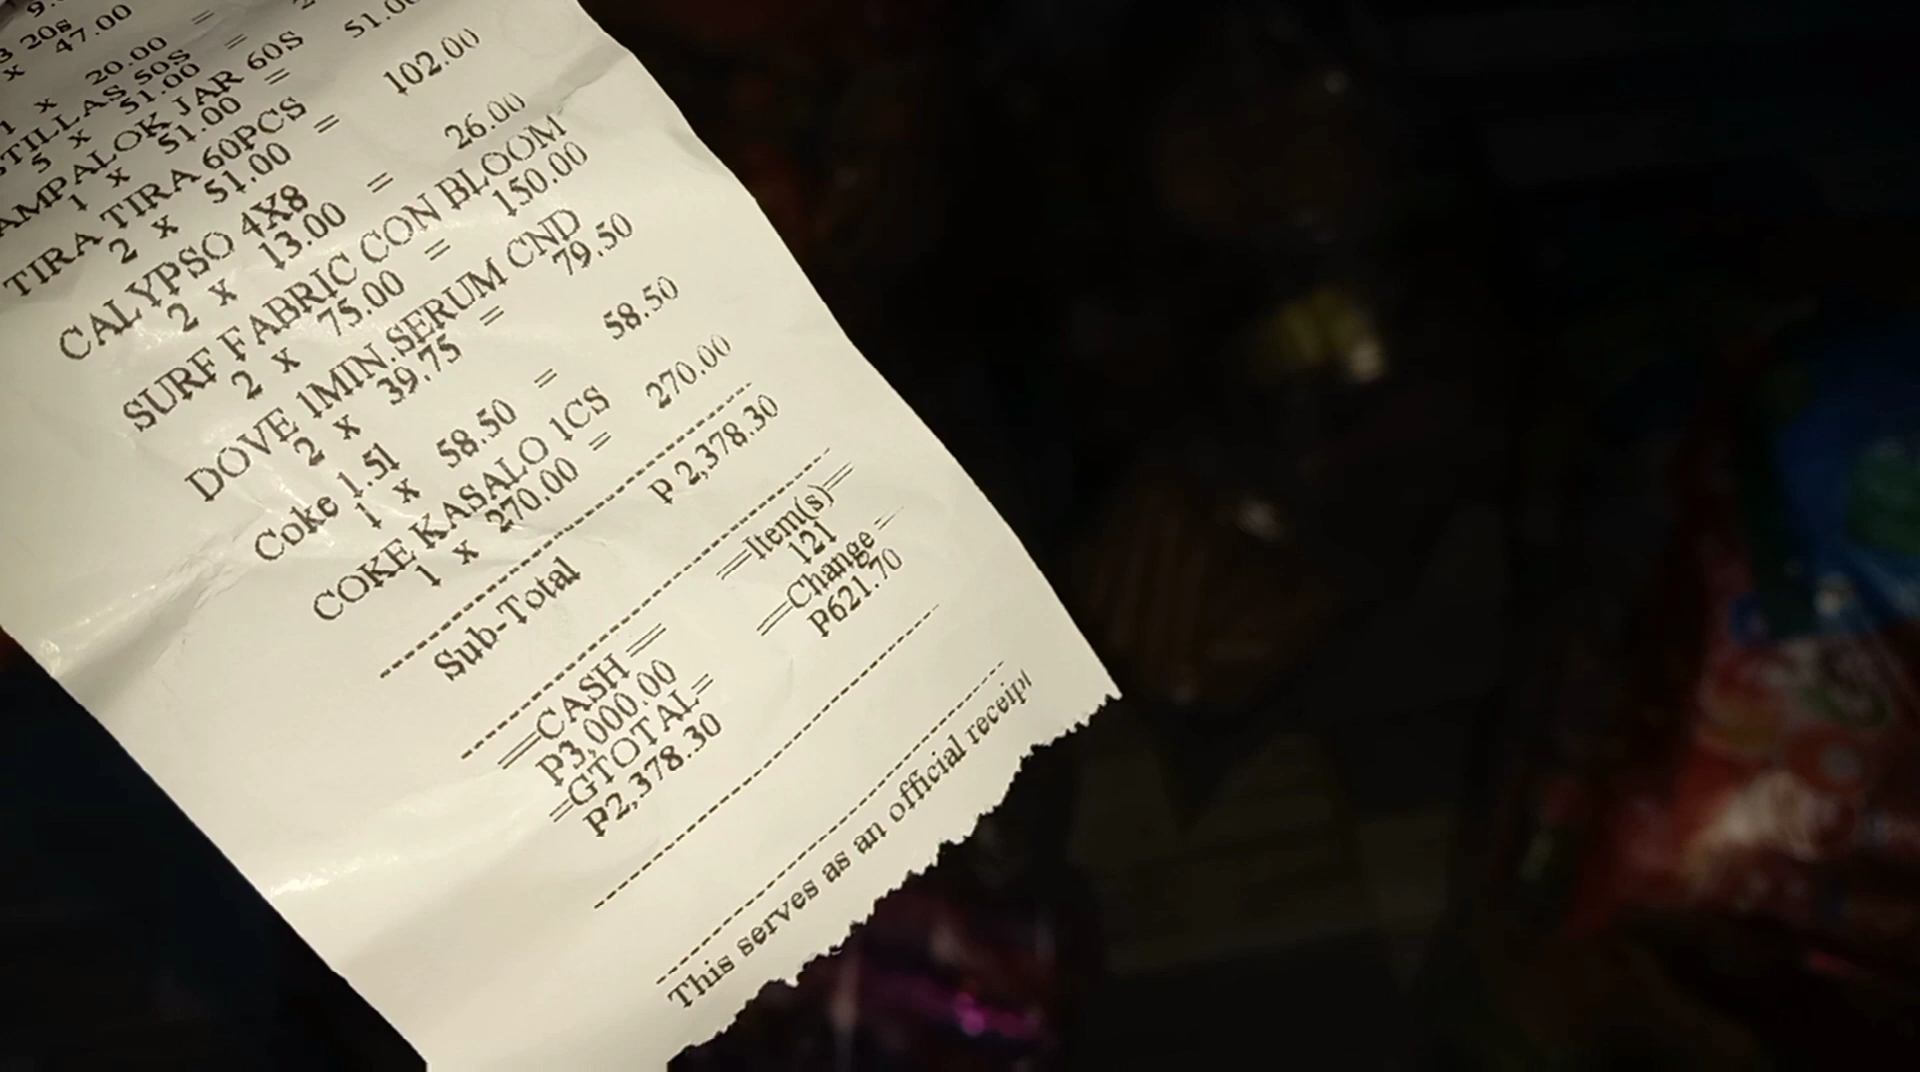 9.
3 20s
x 47.00 =
1 x 20.00 =
STILLAS 50S
5 x 51.00 =
AMPALOK JAR 60S
1 x 51.00 = 51.00
TIRA TIRA 60PCS
2 x 51.00 = 102.00
CALYPSO 4X8
2 x 13.00 = 26.00
SURF FABRIC CON BLOOM
2 x 75.00 = 150.00
DOVE 1MIN.SERUM CND
2 x 39.75 = 79.50
Coke 1.5l
1 x 58.50 = 58.50
COKE KASALO 1CS
1 x 270.00 = 270.00
Sub-Total P 2,378.30
=CASH= =Item(s)=
P3,000.00 121
=GTOTAL= =Change=
P2,378.30 P621.70
This serves as an official receipt